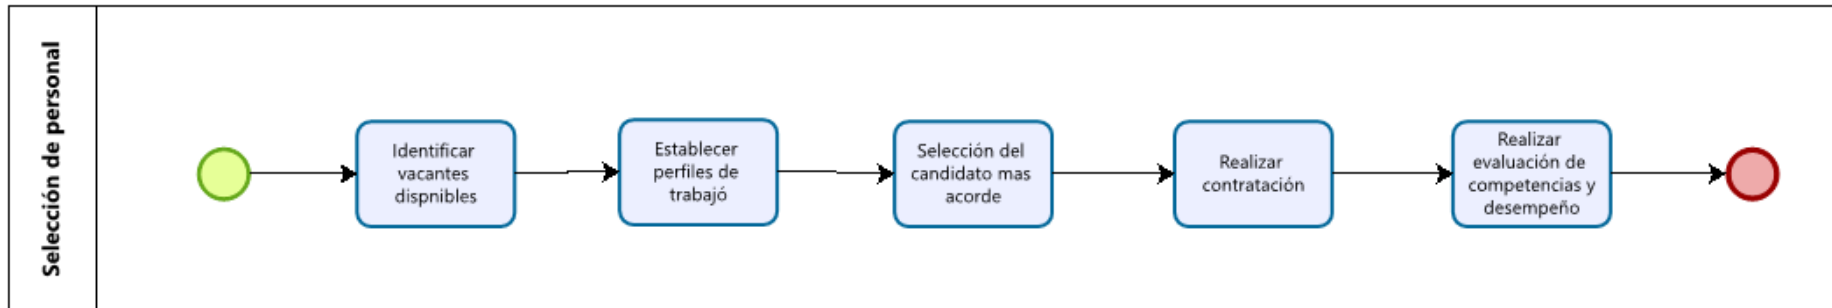 Selección de personal
Identificar
vacantes
dispnibles
Establecer
perfiles de
trabajó
Selección del
candidato mas
acorde
Realizar
contratación
Realizar
evaluación de
competencias y
desempeño